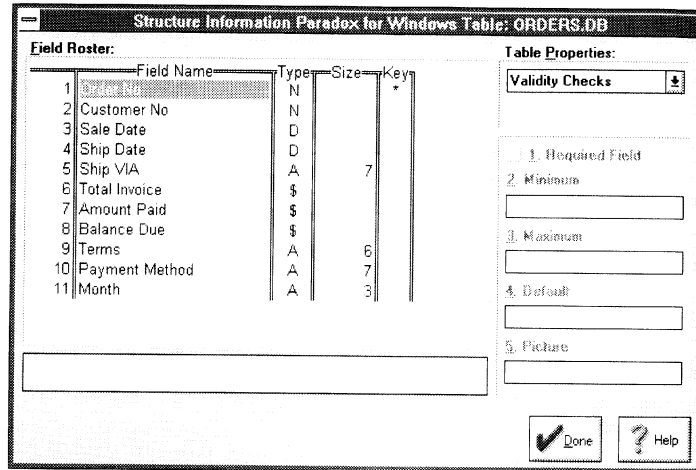 Structure Information Paradox for Windows Table: ORDERS.DB
Field Roster:
Field Name Type Size Key
1 Order No N *
2 Customer No N
3 Sale Date D
4 Ship Date D
5 Ship VIA A 7
6 Total Invoice $
7 Amount Paid $
8 Balance Due $
9 Terms A 6
10 Payment Method A 7
11 Month A 3
Table Properties:
Validity Checks
1. Required Field
2. Minimum
3. Maximum
4. Default
5. Picture
Done
Help